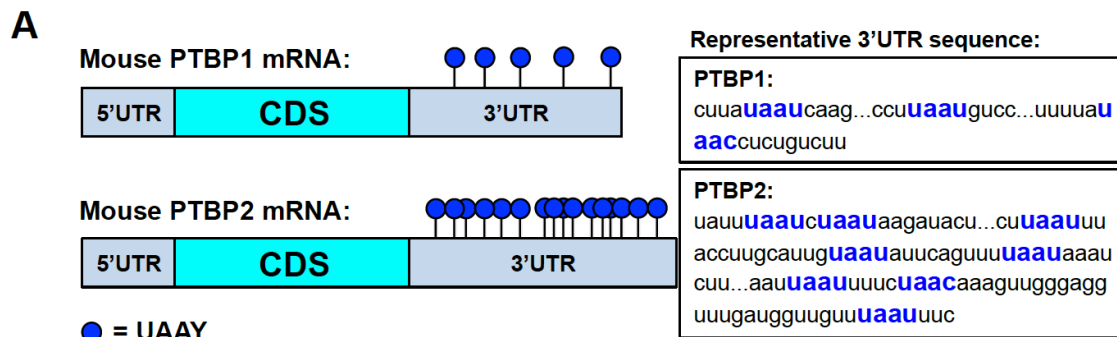 A
Mouse PTBP1 mRNA:
5'UTR CDS 3'UTR
Mouse PTBP2 mRNA:
5'UTR CDS 3'UTR
= UAAY
Representative 3'UTR sequence:
PTBP1:
cuuauaaucaag...ccuuaaugucc...uuuuauu
aaccucugucuu
PTBP2:
uauuuaaucuaauaagauacu...cuuaauuu
accuugcauuguaauauucaguuuuaauaaau
cuu...aauuaauuuucuaacaaaguugggagg
uuugaugguuguuuaauuuc